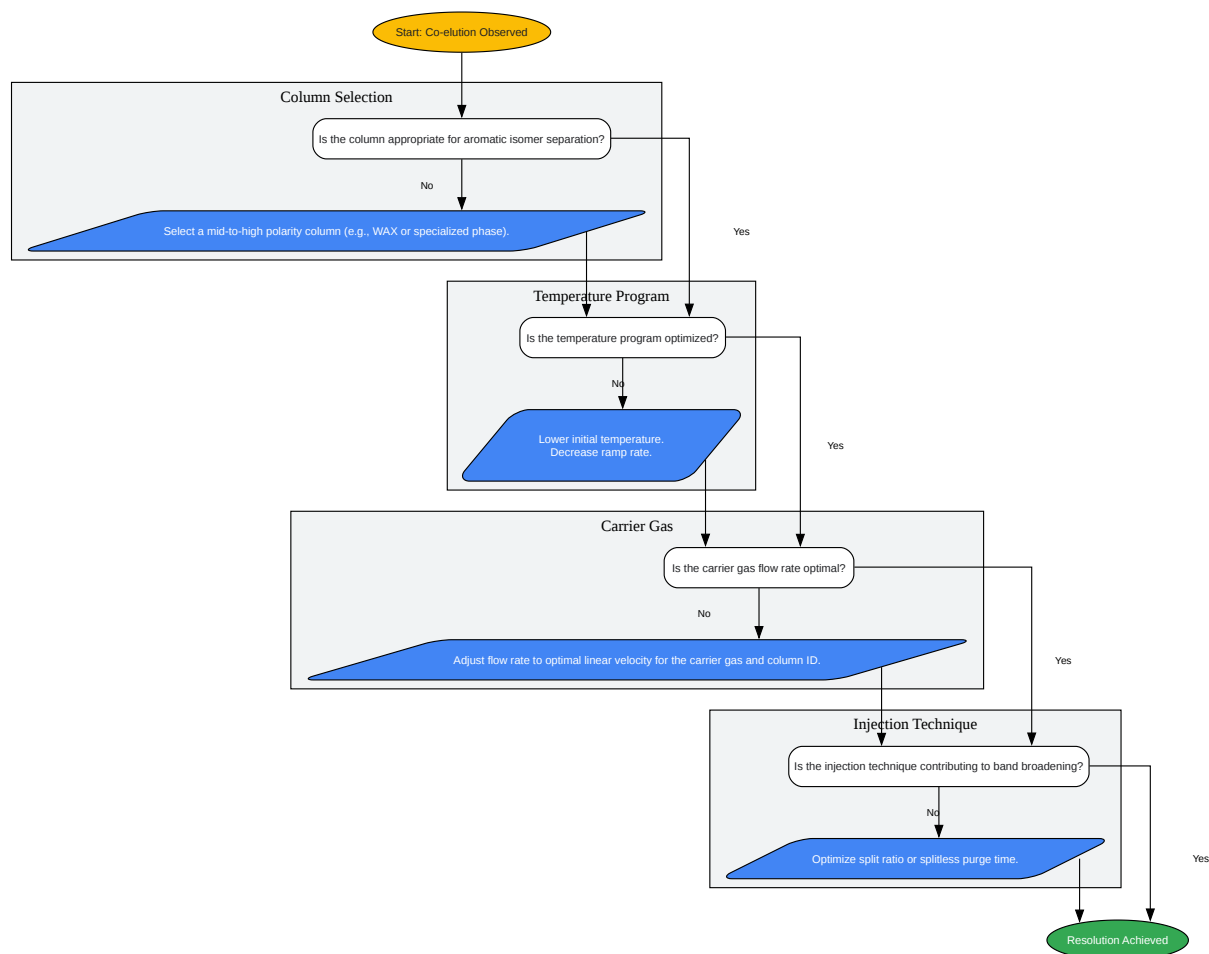 Start: Co-elution Observed
Column Selection
Is the column appropriate for aromatic isomer separation?
No
Select a mid-to-high polarity column (e.g., WAX or specialized phase).
Yes
Temperature Program
Is the temperature program optimized?
No
Lower initial temperature.
Decrease ramp rate.
Yes
Carrier Gas
Is the carrier gas flow rate optimal?
No
Adjust flow rate to optimal linear velocity for the carrier gas and column ID.
Yes
Injection Technique
Is the injection technique contributing to band broadening?
No
Optimize split ratio or splitless purge time.
Yes
Resolution Achieved